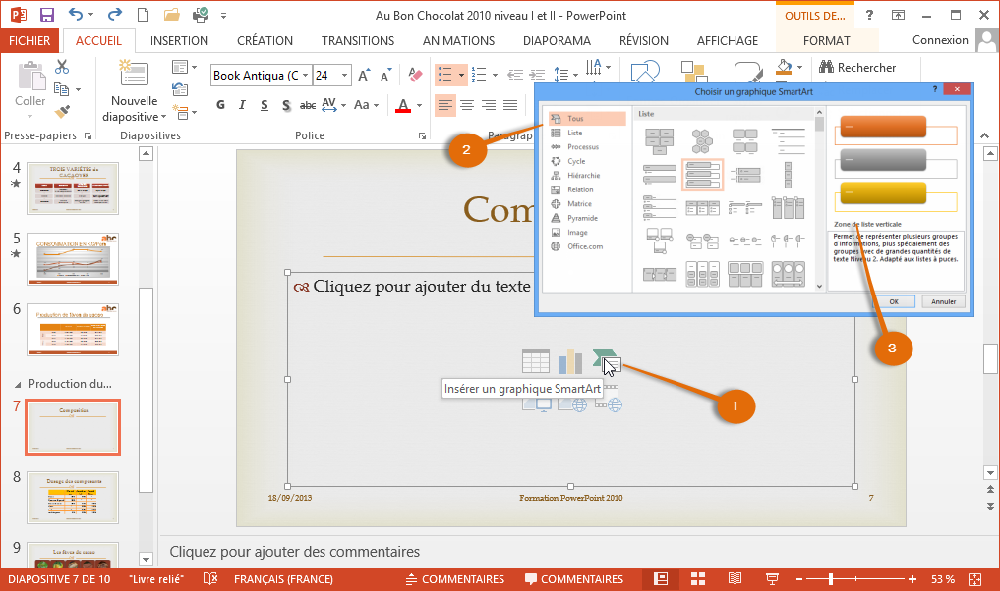 Au Bon Chocolat 2010 niveau I et II - PowerPoint
OUTILS DE...
?
FICHIER
ACCUEIL
INSERTION
CRÉATION
TRANSITIONS
ANIMATIONS
DIAPORAMA
RÉVISION
AFFICHAGE
FORMAT
Connexion
Coller
Nouvelle
diapositive
Book Antiqua (C
24
G I S S abc AV Aa A
Rechercher
Presse-papiers
Diapositives
Police
Paragrap
Choisir un graphique SmartArt
?
Tous
Liste
Processus
Cycle
Hiérarchie
Relation
Matrice
Pyramide
Image
Office.com
Liste
Zone de liste verticale
Permet de représenter plusieurs groupes
d'informations, plus spécialement des
groupes avec de grandes quantités de
texte Niveau 2. Adapté aux listes à puces.
OK
Annuler
2
3
1
4
TROIS VARIÉTÉS de
CACAOYER
5
CONSOMMATION EN KG/Pers
abc
6
Production de fèves de cacao
abc
Production du...
7
Composition
8
Dosage des composants
9
Les fèves de cacao
Com
Cliquez pour ajouter du texte
Insérer un graphique SmartArt
18/09/2013
Formation PowerPoint 2010
7
Cliquez pour ajouter des commentaires
DIAPOSITIVE 7 DE 10
"Livre relié"
FRANÇAIS (FRANCE)
COMMENTAIRES
COMMENTAIRES
53 %